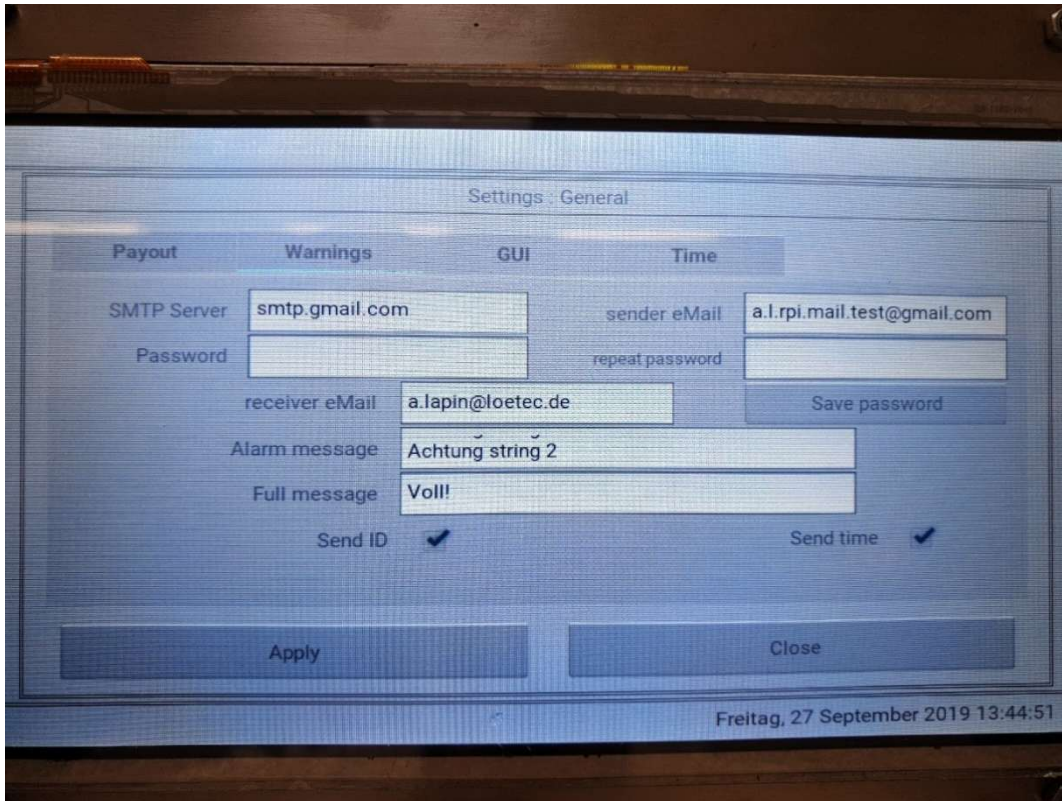 Settings : General
Payout Warnings GUI Time
SMTP Server smtp.gmail.com sender eMail a.l.rpi.mail.test@gmail.com
Password repeat password
receiver eMail a.lapin@loetec.de Save password
Alarm message Achtung string 2
Full message Voll!
Send ID Send time
Apply Close
Freitag, 27 September 2019 13:44:51